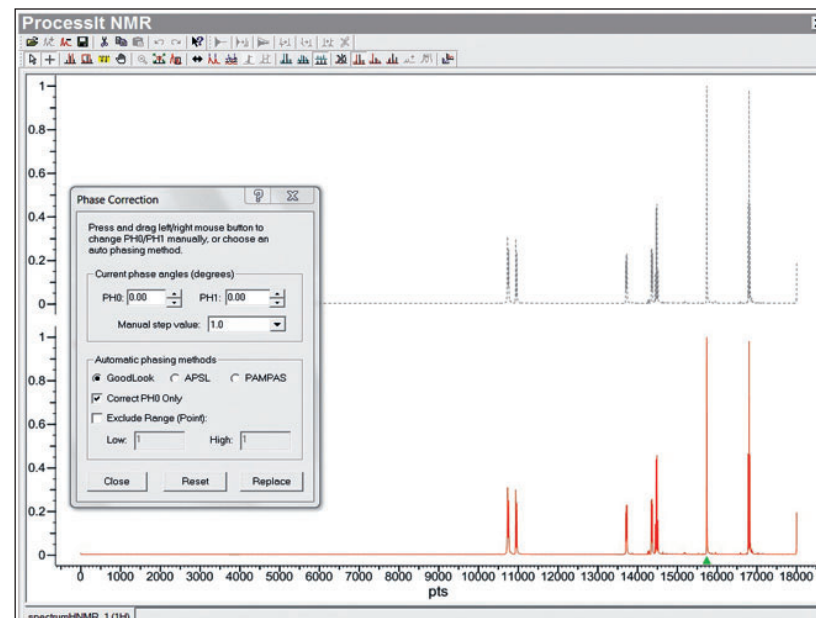 ProcessIt NMR
1
0.8
0.6
0.4
0.2
0
Phase Correction
Press and drag left/right mouse button to
change PH0/PH1 manually, or choose an
auto phasing method.
Current phase angles (degrees)
PH0: 0.00 PH1: 0.00
Manual step value: 1.0
Automatic phasing methods
GoodLook APSL PAMPAS
Correct PH0 Only
Exclude Range (Point):
Low: 1 High: 1
Close Reset Replace
1
0.8
0.6
0.4
0.2
0
0 1000 2000 3000 4000 5000 6000 7000 8000 9000 10000 11000 12000 13000 14000 15000 16000 17000 18000
pts
spectrumHNMR_1 (1H)